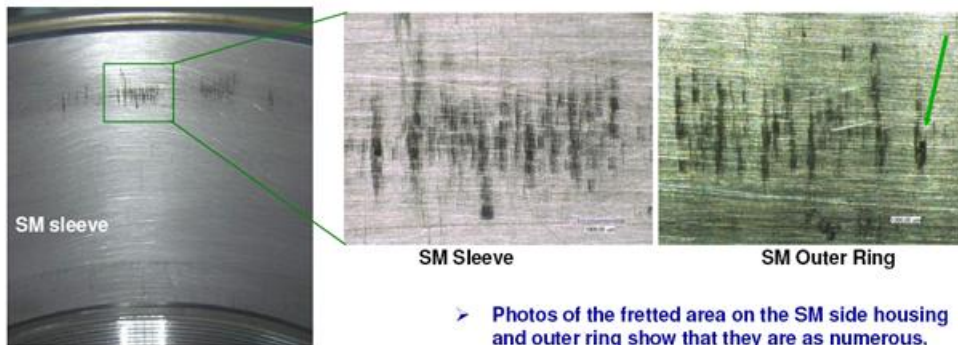 SM sleeve
SM Sleeve
SM Outer Ring
➢ Photos of the fretted area on the SM side housing
and outer ring show that they are as numerous,